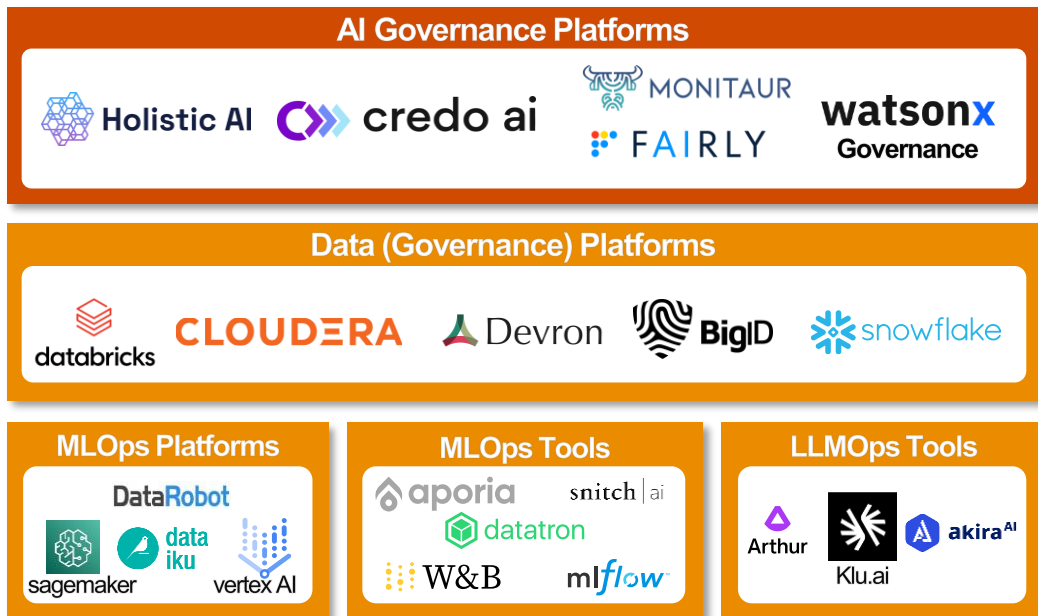 AI Governance Platforms
Holistic AI
credo ai
MONITAUR
FAIRLY
watsonx
Governance
Data (Governance) Platforms
databricks
CLOUDERA
Devron
BigID
snowflake
MLOps Platforms
DataRobot
sagemaker
data
iku
vertex AI
MLOps Tools
aporia
snitch|ai
datatron
W&B
mlflow™
LLMOps Tools
Arthur
Klu.ai
akira AI